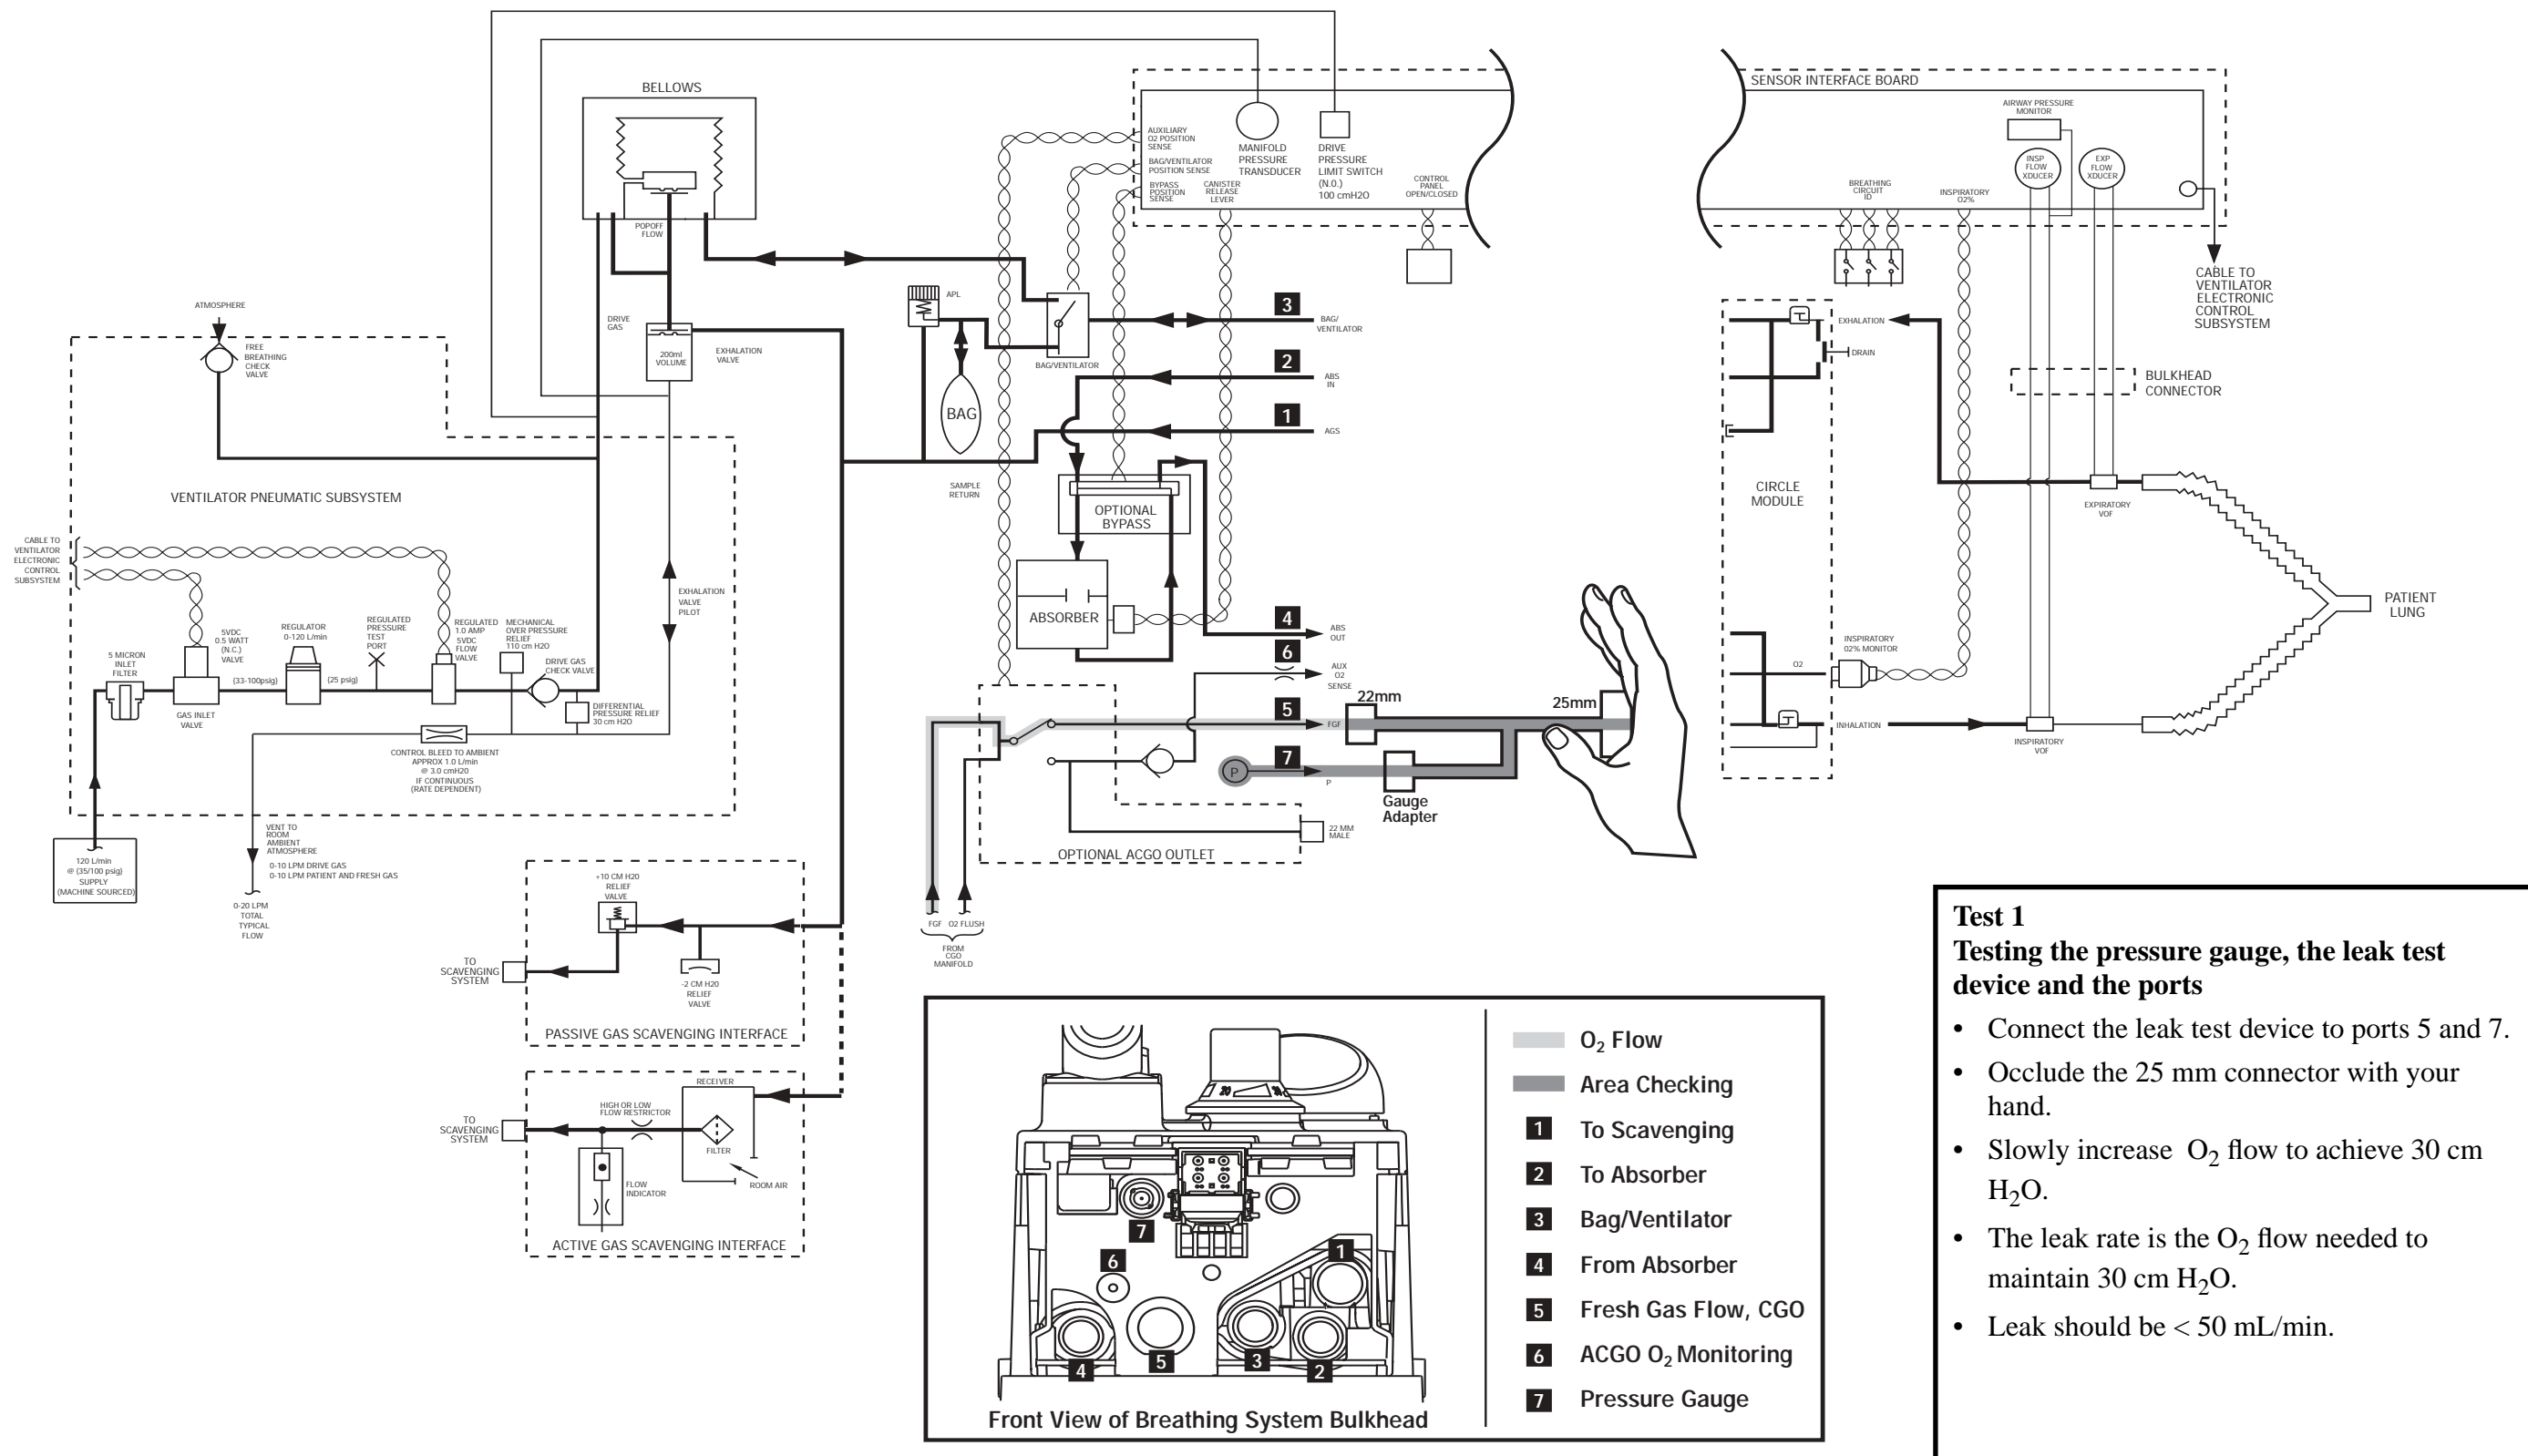 BELLOWS
POPOFF
FLOW
ATMOSPHERE
FREE
BREATHING
CHECK
VALVE
DRIVE
GAS
200ml
VOLUME
EXHALATION
VALVE
APL
BAG
BAG/VENTILATOR
AUXILIARY
O2 POSITION
SENSE
BAG/VENTILATOR
POSITION SENSE
BYPASS
POSITION
SENSE
CANISTER
RELEASE
LEVER
MANIFOLD
PRESSURE
TRANSDUCER
DRIVE
PRESSURE
LIMIT SWITCH
(N.O.)
100 cmH2O
CONTROL
PANEL
OPEN/CLOSED
3
BAG/
VENTILATOR
2
ABS
IN
1
AGS
SAMPLE
RETURN
OPTIONAL
BYPASS
ABSORBER
4
ABS
OUT
6
AUX
O2
SENSE
5
FGF
22mm
25mm
7
P
P
Gauge
Adapter
22 MM
MALE
OPTIONAL ACGO OUTLET
FGF O2 FLUSH
FROM
CGO
MANIFOLD
SENSOR INTERFACE BOARD
AIRWAY PRESSURE
MONITOR
INSP
FLOW
XDUCER
EXP
FLOW
XDUCER
BREATHING
CIRCUIT
ID
INSPIRATORY
O2%
CABLE TO
VENTILATOR
ELECTRONIC
CONTROL
SUBSYSTEM
EXHALATION
DRAIN
BULKHEAD
CONNECTOR
CIRCLE
MODULE
EXPIRATORY
VOF
PATIENT
LUNG
INSPIRATORY
02% MONITOR
O2
INHALATION
INSPIRATORY
VOF
VENTILATOR PNEUMATIC SUBSYSTEM
CABLE TO
VENTILATOR
ELECTRONIC
CONTROL
SUBSYSTEM
5 MICRON
INLET
FILTER
5VDC
0.5 WATT
(N.C.)
VALVE
GAS INLET
VALVE
(33-100psig)
REGULATOR
0-120 L/min
(25 psig)
REGULATED
PRESSURE
TEST
PORT
REGULATED
1.0 AMP
5VDC
FLOW
VALVE
MECHANICAL
OVER PRESSURE
RELIEF
110 cm H2O
DRIVE GAS
CHECK VALVE
DIFFERENTIAL
PRESSURE RELIEF
30 cm H2O
EXHALATION
VALVE
PILOT
CONTROL BLEED TO AMBIENT
APPROX 1.0 L/min
@ 3.0 cmH20
IF CONTINUOUS
(RATE DEPENDENT)
120 L/min
@ (35/100 psig)
SUPPLY
(MACHINE SOURCED)
VENT TO
ROOM
AMBIENT
ATMOSPHERE
0-10 LPM DRIVE GAS
0-10 LPM PATIENT AND FRESH GAS
0-20 LPM
TOTAL
TYPICAL
FLOW
+10 CM H20
RELIEF
VALVE
TO
SCAVENGING
SYSTEM
-2 CM H20
RELIEF
VALVE
PASSIVE GAS SCAVENGING INTERFACE
RECEIVER
HIGH OR LOW
FLOW RESTRICTOR
TO
SCAVENGING
SYSTEM
FILTER
FLOW
INDICATOR
ROOM AIR
ACTIVE GAS SCAVENGING INTERFACE
20
7
6
1
4
5
3
2
Front View of Breathing System Bulkhead
O2 Flow
Area Checking
1 To Scavenging
2 To Absorber
3 Bag/Ventilator
4 From Absorber
5 Fresh Gas Flow, CGO
6 ACGO O2 Monitoring
7 Pressure Gauge
Test 1
Testing the pressure gauge, the leak test
device and the ports
• Connect the leak test device to ports 5 and 7.
• Occlude the 25 mm connector with your
hand.
• Slowly increase O2 flow to achieve 30 cm
H2O.
• The leak rate is the O2 flow needed to
maintain 30 cm H2O.
• Leak should be < 50 mL/min.